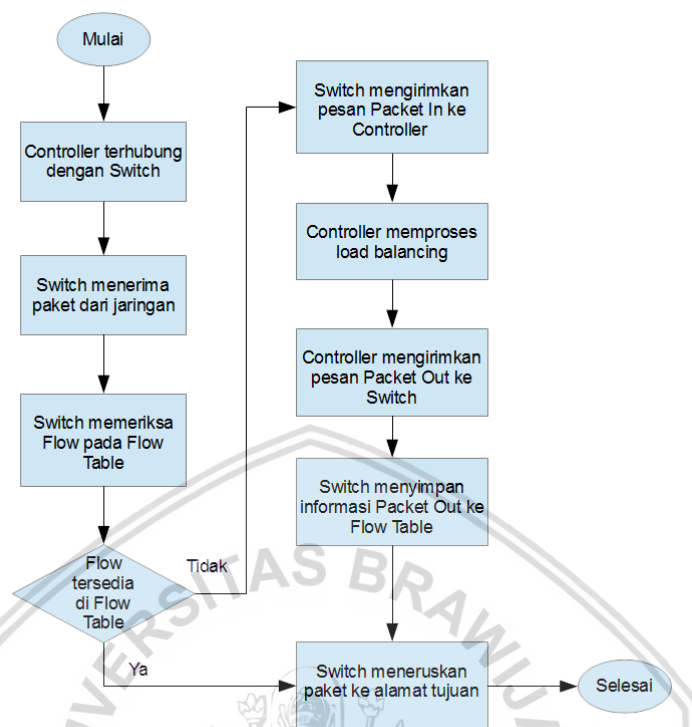 Mulai
Controller terhubung
dengan Switch
Switch menerima
paket dari jaringan
Switch memeriksa
Flow pada Flow
Table
Flow
tersedia
di Flow
Table
Tidak
Ya
Switch mengirimkan
pesan Packet In ke
Controller
Controller memproses
load balancing
Controller mengirimkan
pesan Packet Out ke
Switch
Switch menyimpan
informasi Packet Out ke
Flow Table
Switch meneruskan
paket ke alamat tujuan
Selesai